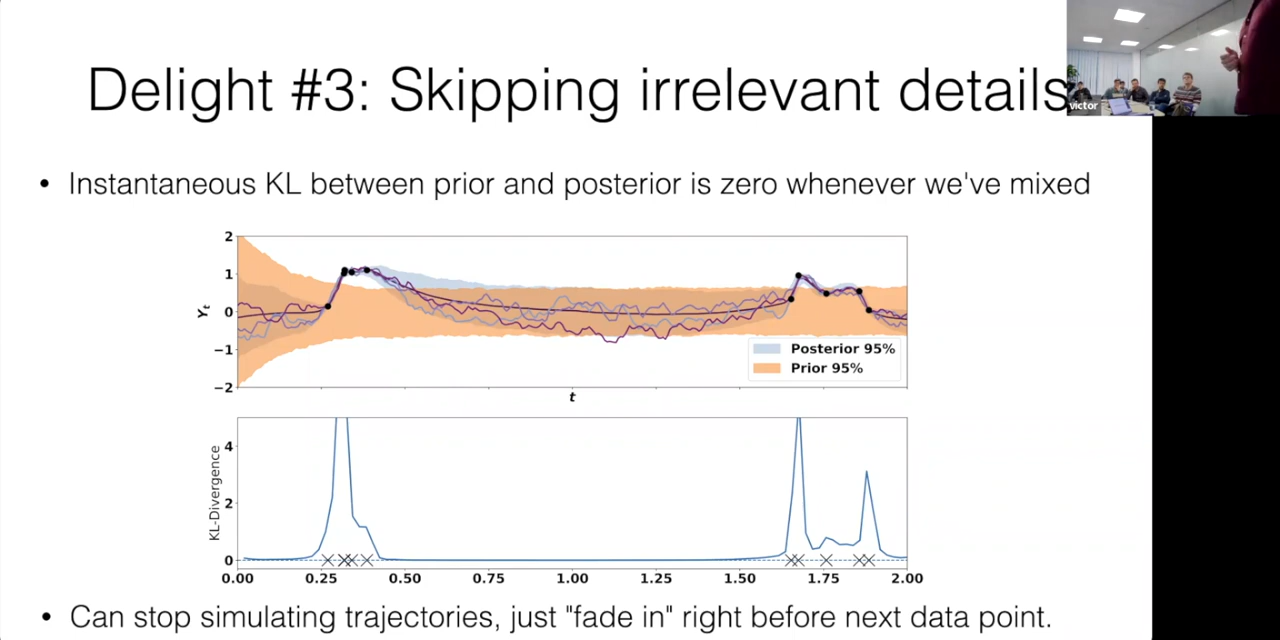 Delight #3: Skipping irrelevant details
victor
• Instantaneous KL between prior and posterior is zero whenever we've mixed
2
1
0
−1
−2
Yₜ
Posterior 95%
Prior 95%
t
KL-Divergence
4
2
0
0.00 0.25 0.50 0.75 1.00 1.25 1.50 1.75 2.00
• Can stop simulating trajectories, just "fade in" right before next data point.